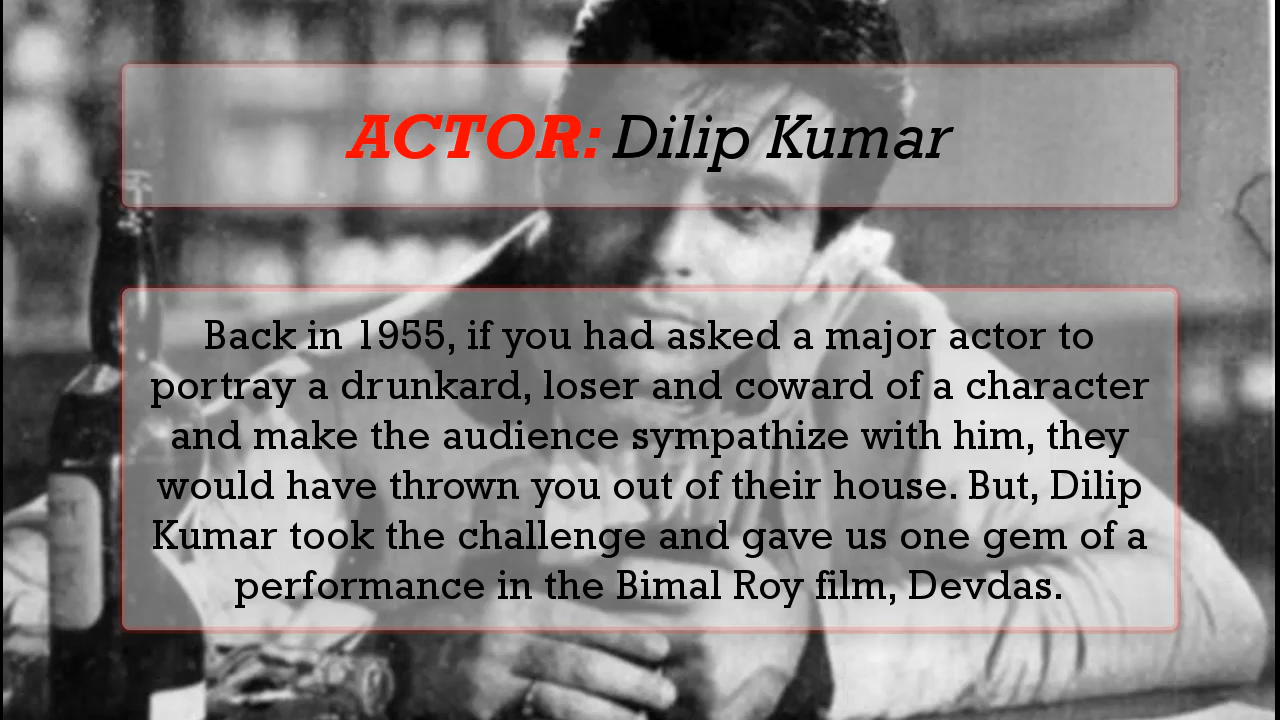 ACTOR: Dilip Kumar
Back in 1955, if you had asked a major actor to
portray a drunkard, loser and coward of a character
and make the audience sympathize with him, they
would have thrown you out of their house. But, Dilip
Kumar took the challenge and gave us one gem of a
performance in the Bimal Roy film, Devdas.